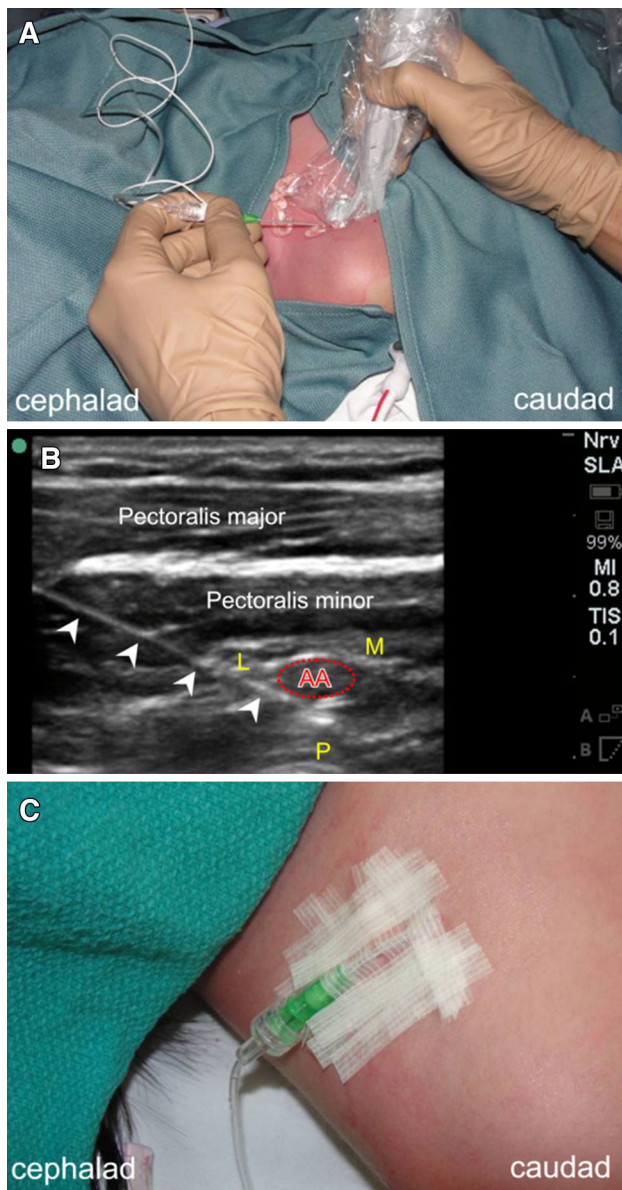 A
cephalad
caudad
B
Nrv
SLA
Pectoralis major
99%
MI
0.8
Pectoralis minor
TIS
0.1
M
L
AA
A
P
B
C
cephalad
caudad